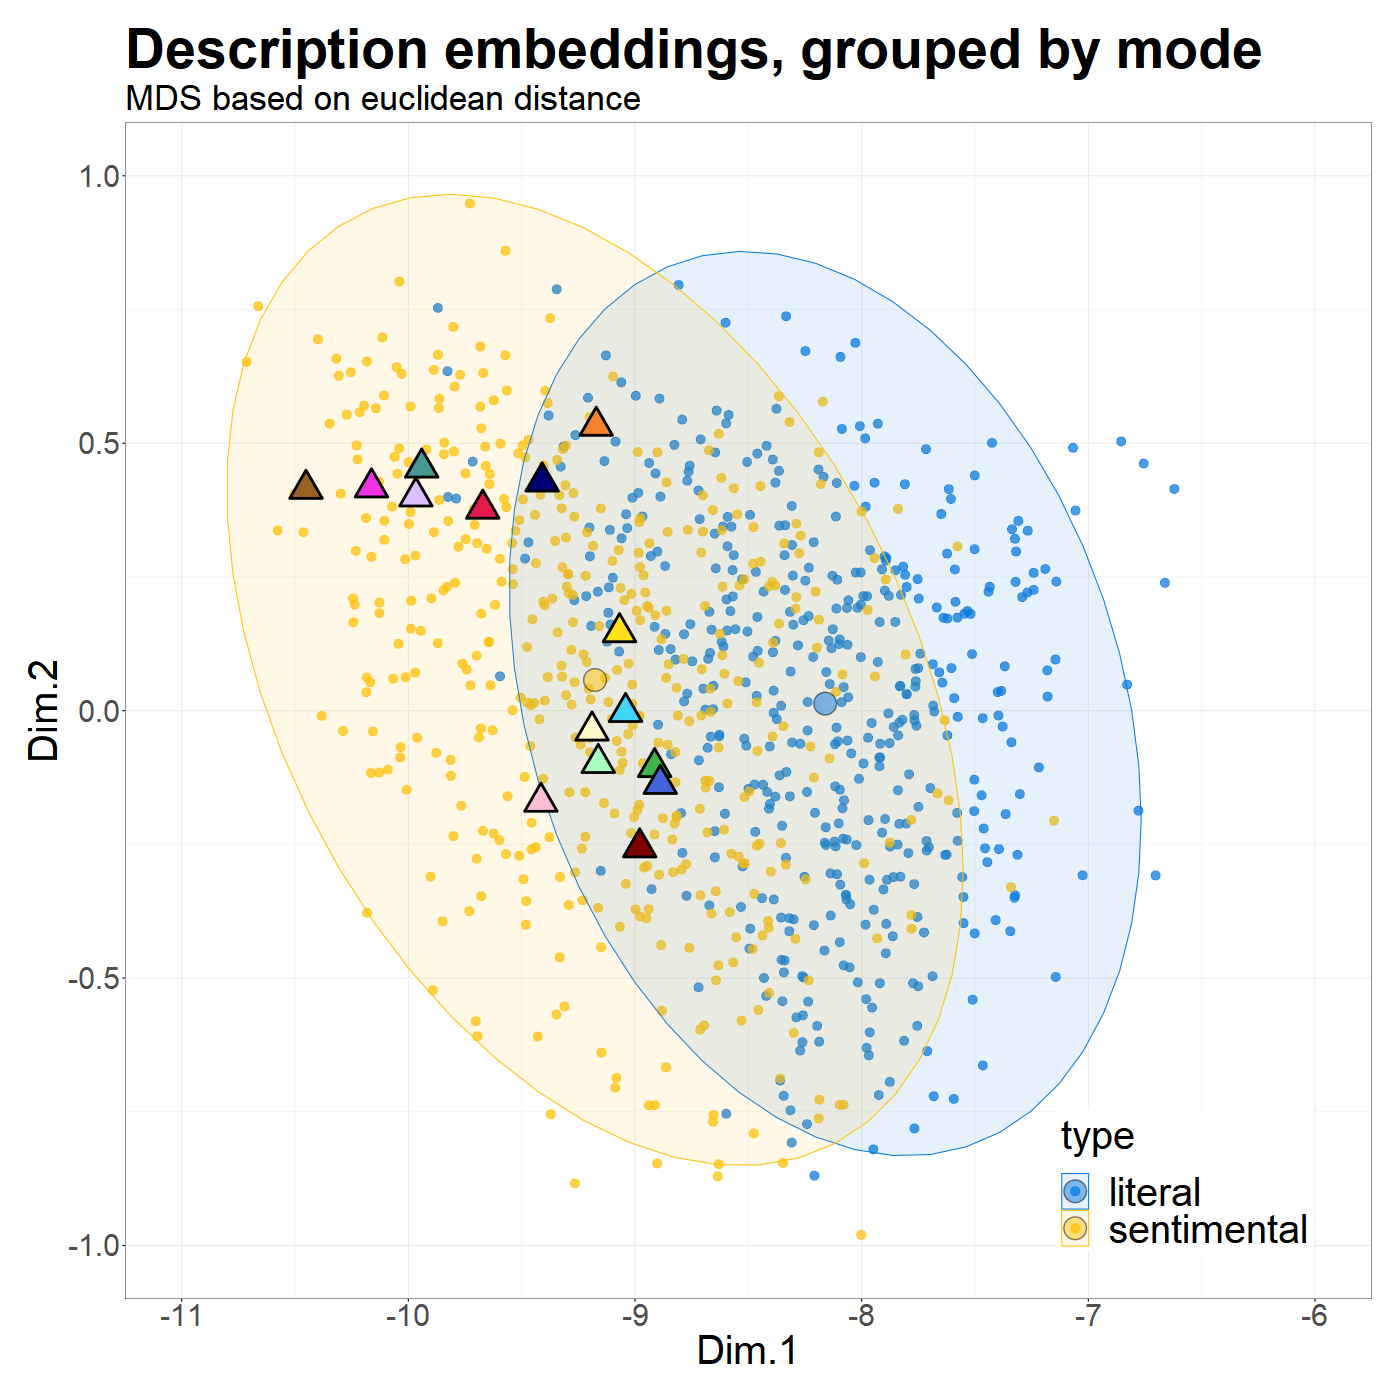 Description embeddings, grouped by mode
MDS based on euclidean distance
1.0
0.5
0.0
-0.5
-1.0
Dim.2
-11
-10
-9
-8
-7
-6
Dim.1
type
literal
sentimental